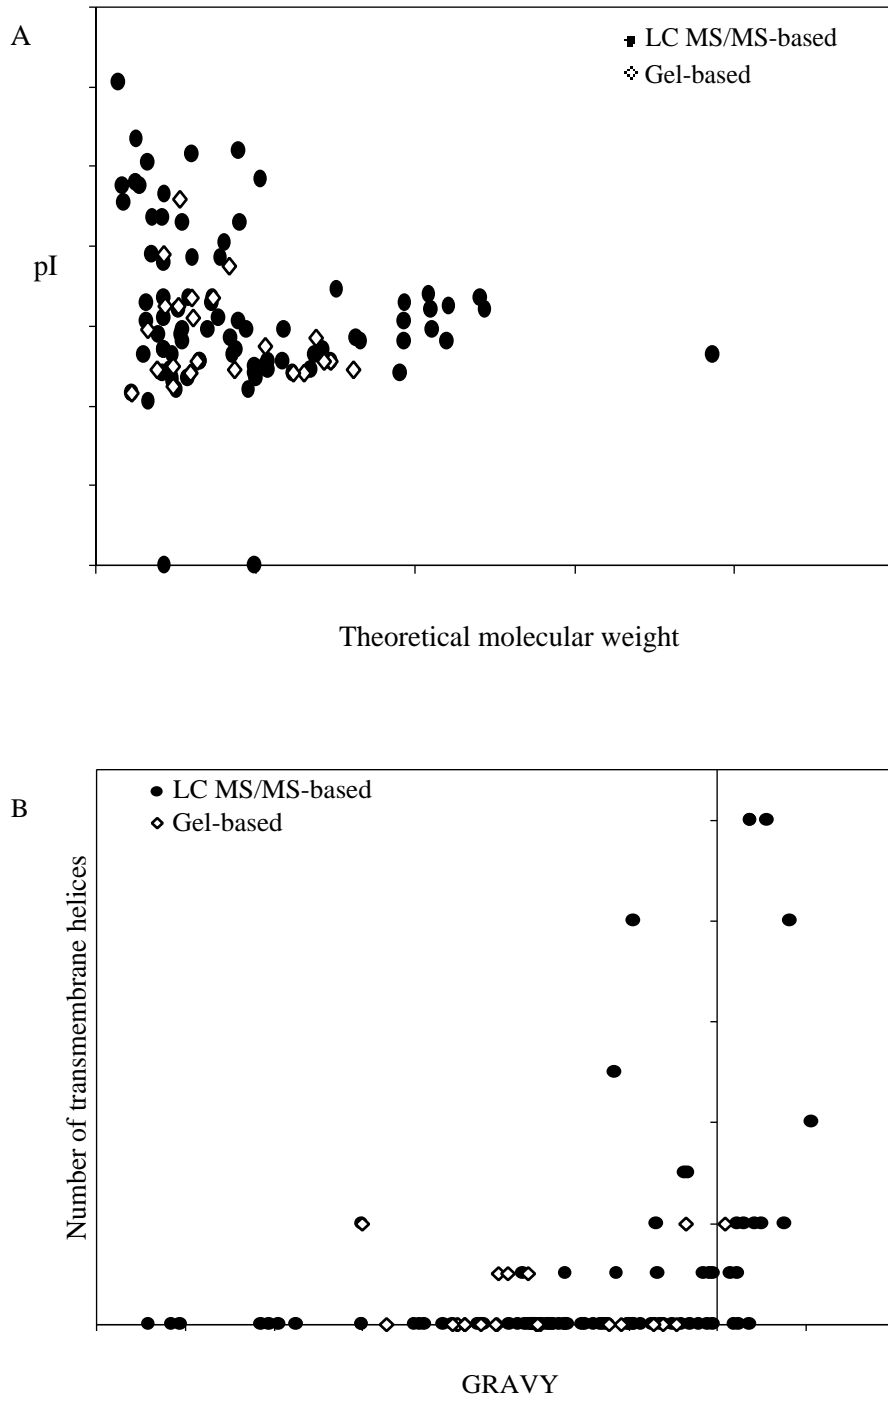 A
LC MS/MS-based
Gel-based
pI
Theoretical molecular weight
B
LC MS/MS-based
Gel-based
Number of transmembrane helices
GRAVY